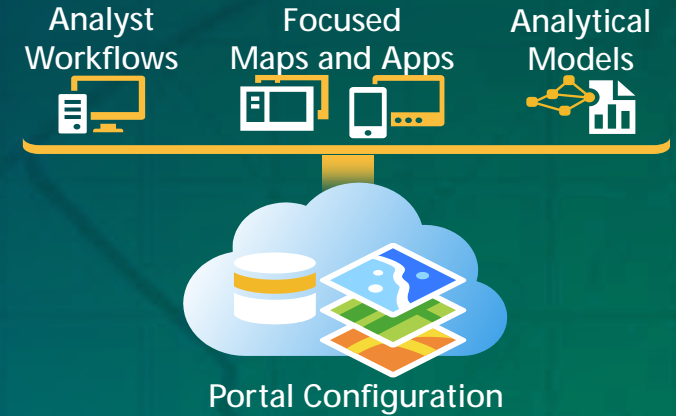 Analyst
Workflows
Focused
Maps and Apps
Analytical
Models
Portal Configuration